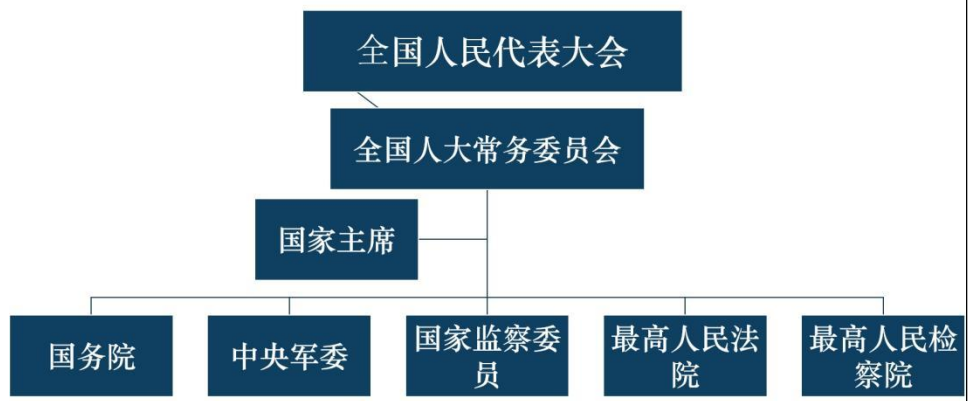 全国人民代表大会
全国人大常务委员会
国家主席
国务院
中央军委
国家监察委
员
最高人民法
院
最高人民检
察院